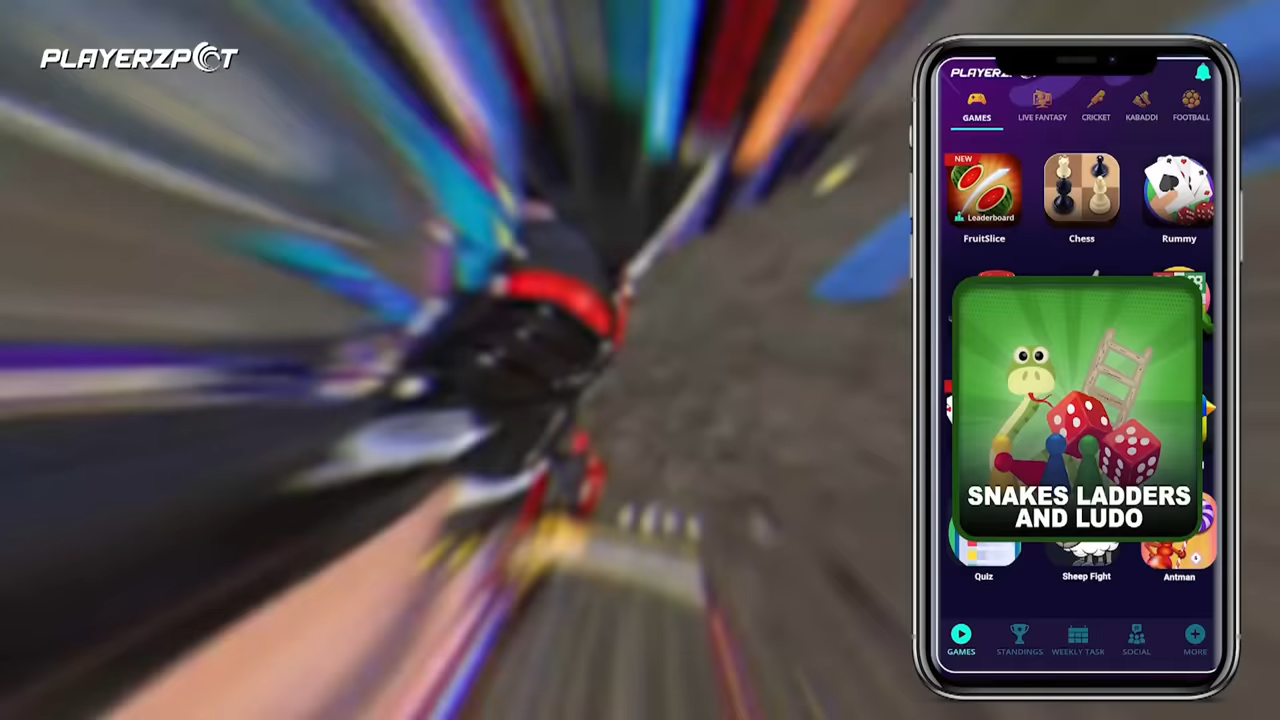 PLAYERZPOT
PLAYERZ
GAMES
LIVE FANTASY
CRICKET
KABADDI
FOOTBALL
NEW
Leaderboard
FruitSlice
Chess
Rummy
SNAKES LADDERS
AND LUDO
Quiz
Sheep Fight
Antman
GAMES
STANDINGS
WEEKLY TASK
SOCIAL
MORE